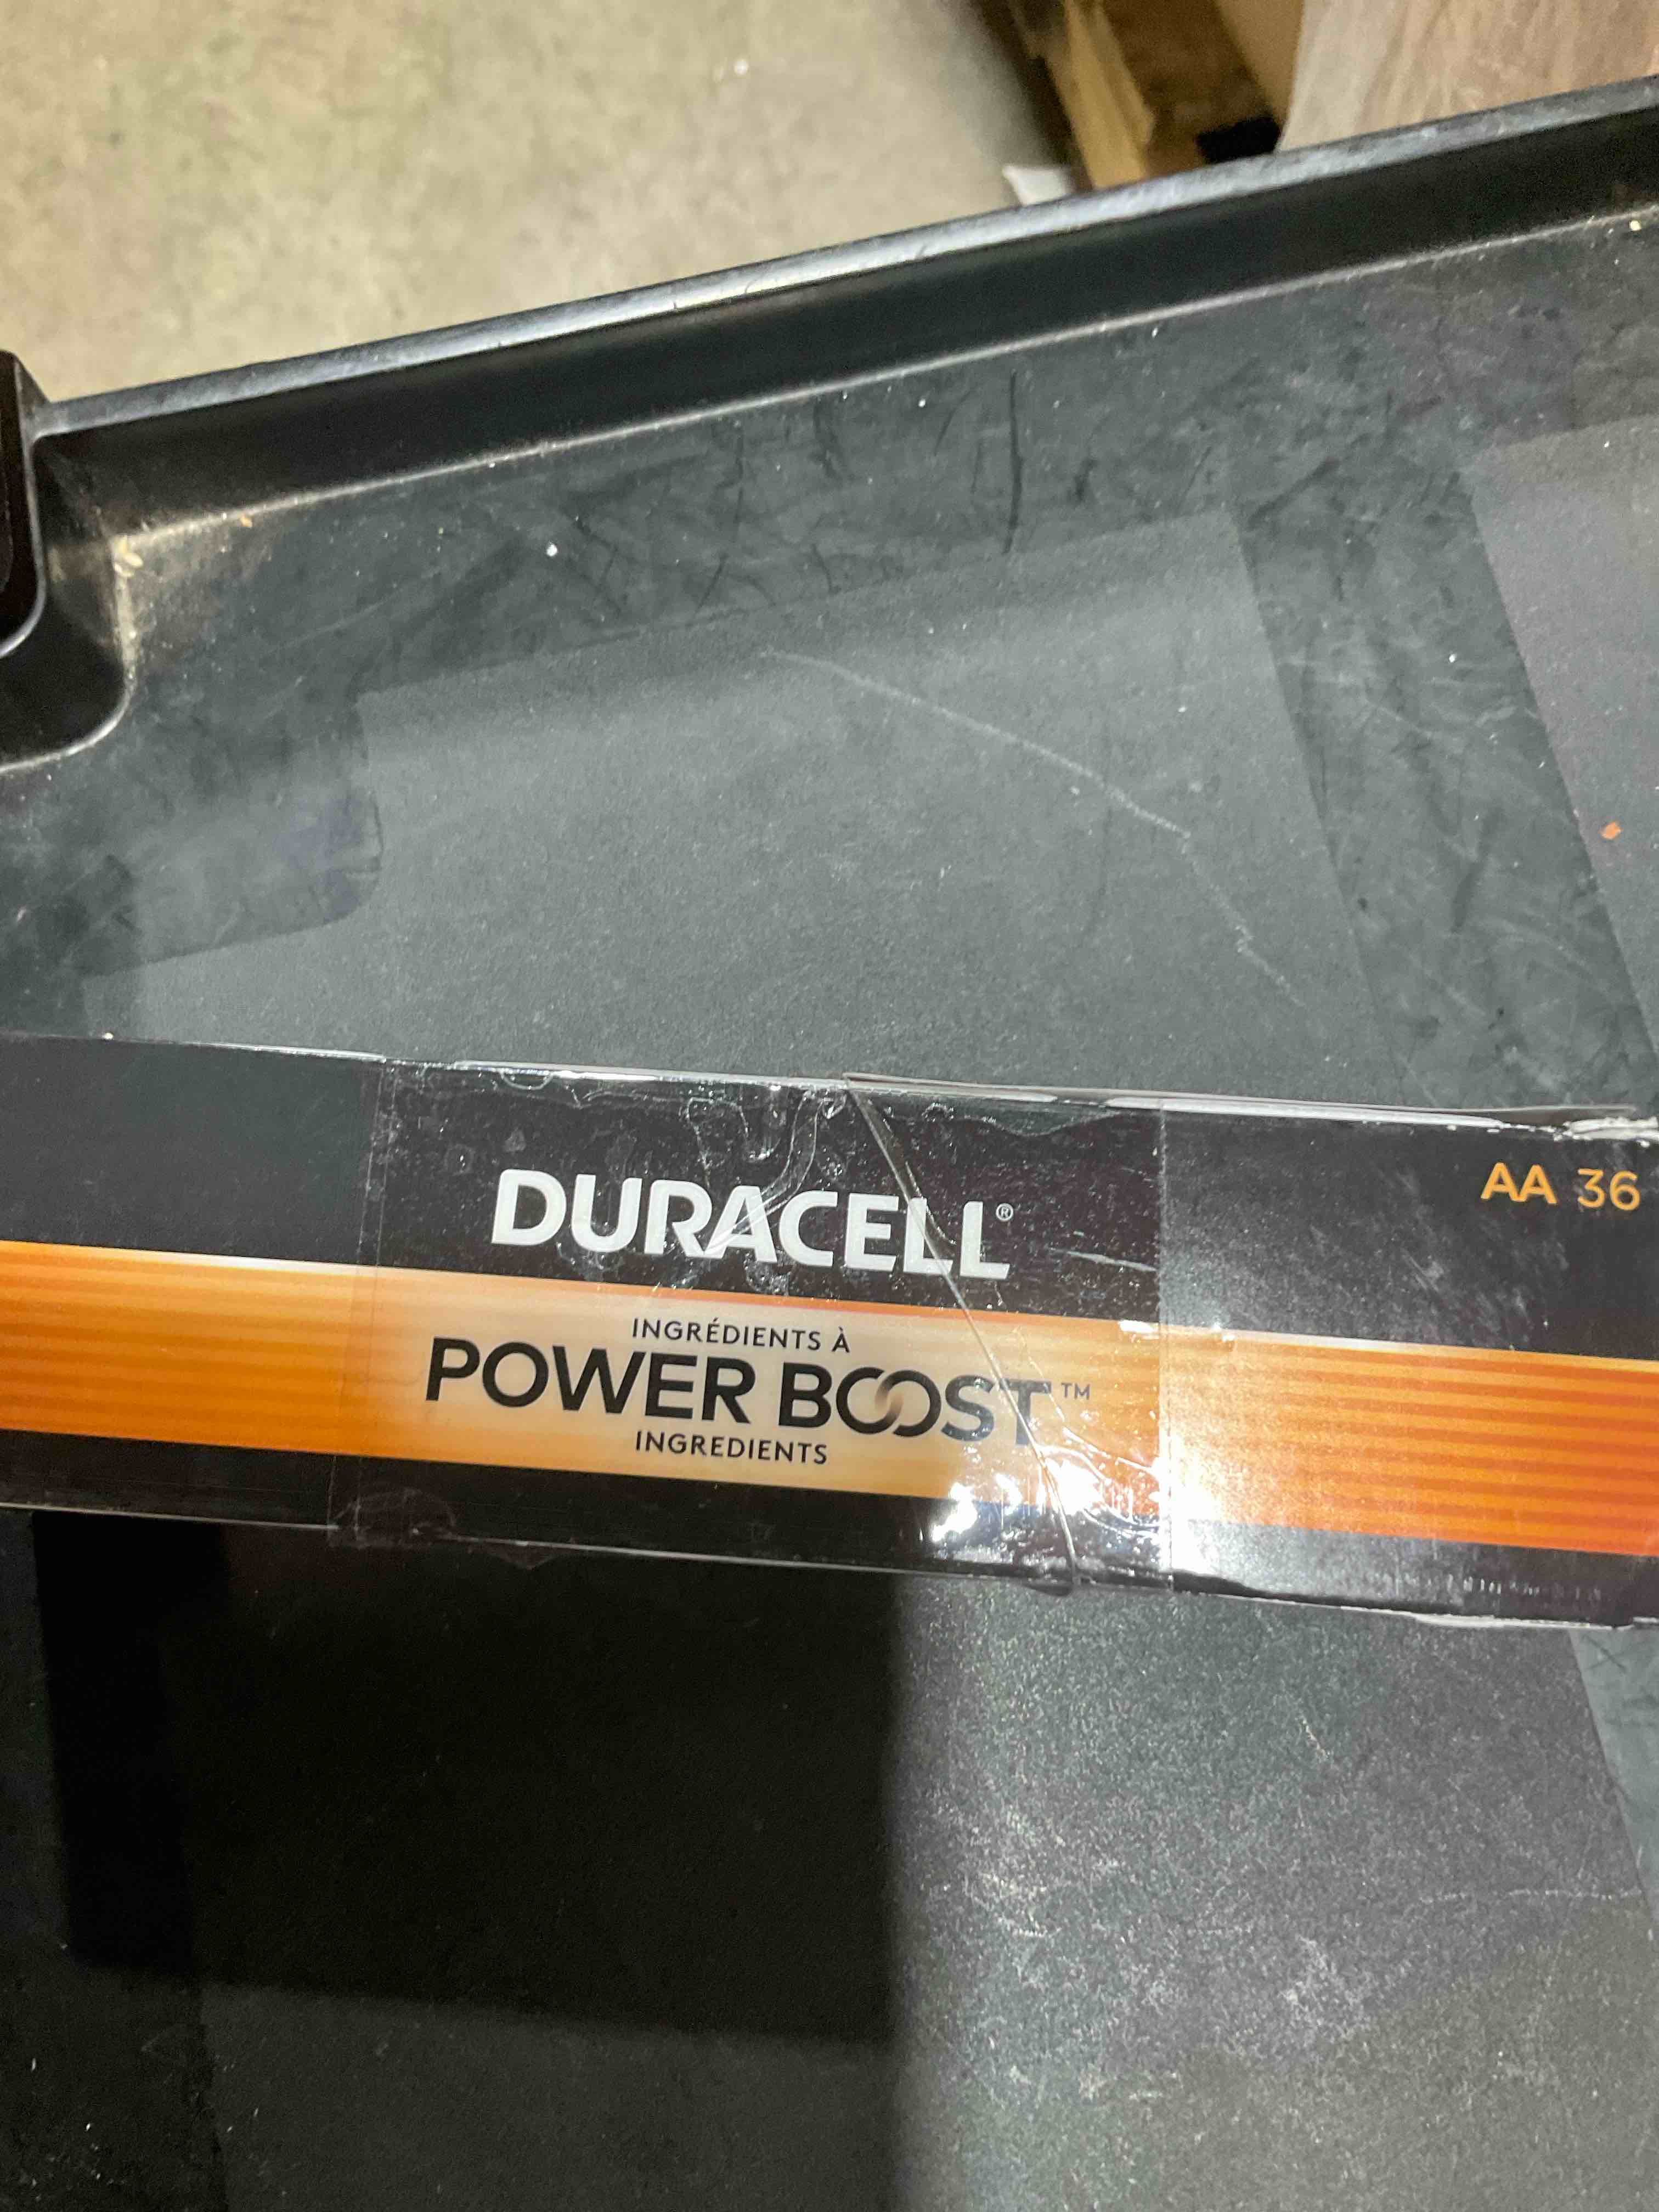 DURACELL®
AA 36
INGRÉDIENTS À
POWER BOOST™
INGREDIENTS